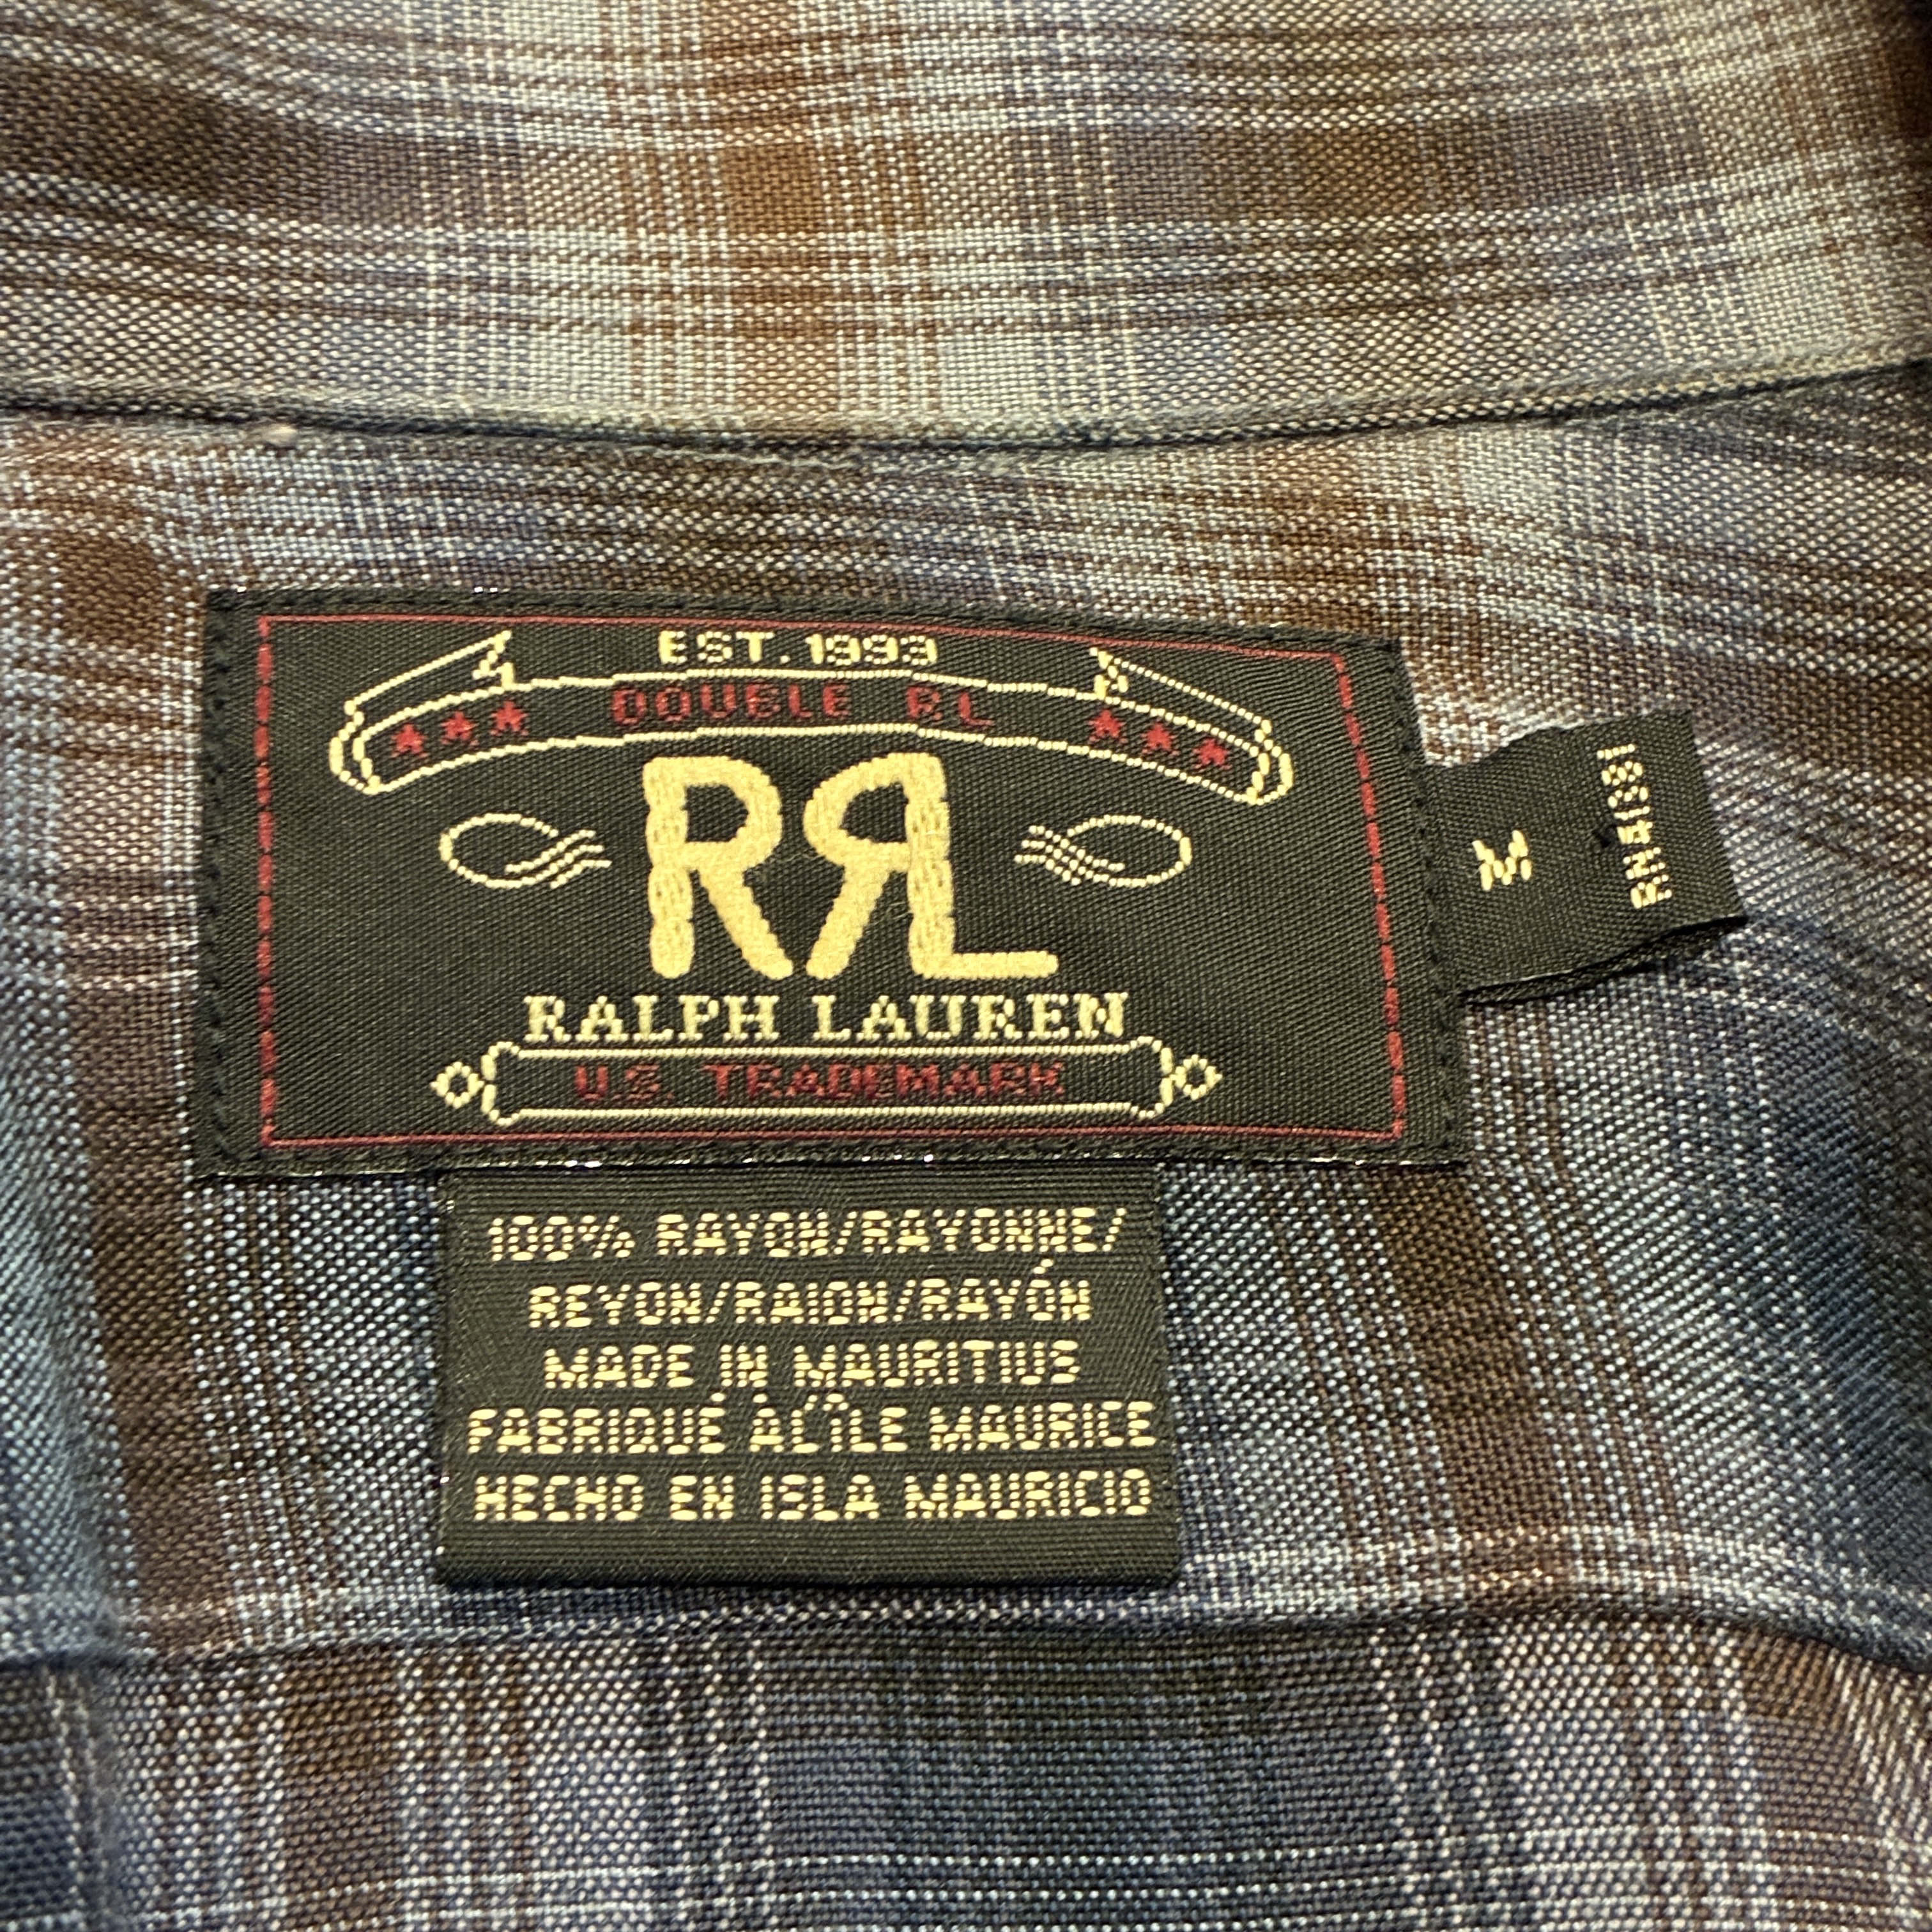 EST. 1993
DOUBLE RL
RRL
RALPH LAUREN
U.S. TRADEMARK
M
RN41381
100% RAYON/RAYONNE/
REYON/RAION/RAYÓN
MADE IN MAURITIUS
FABRIQUÉ À L'ÎLE MAURICE
HECHO EN ISLA MAURICIO